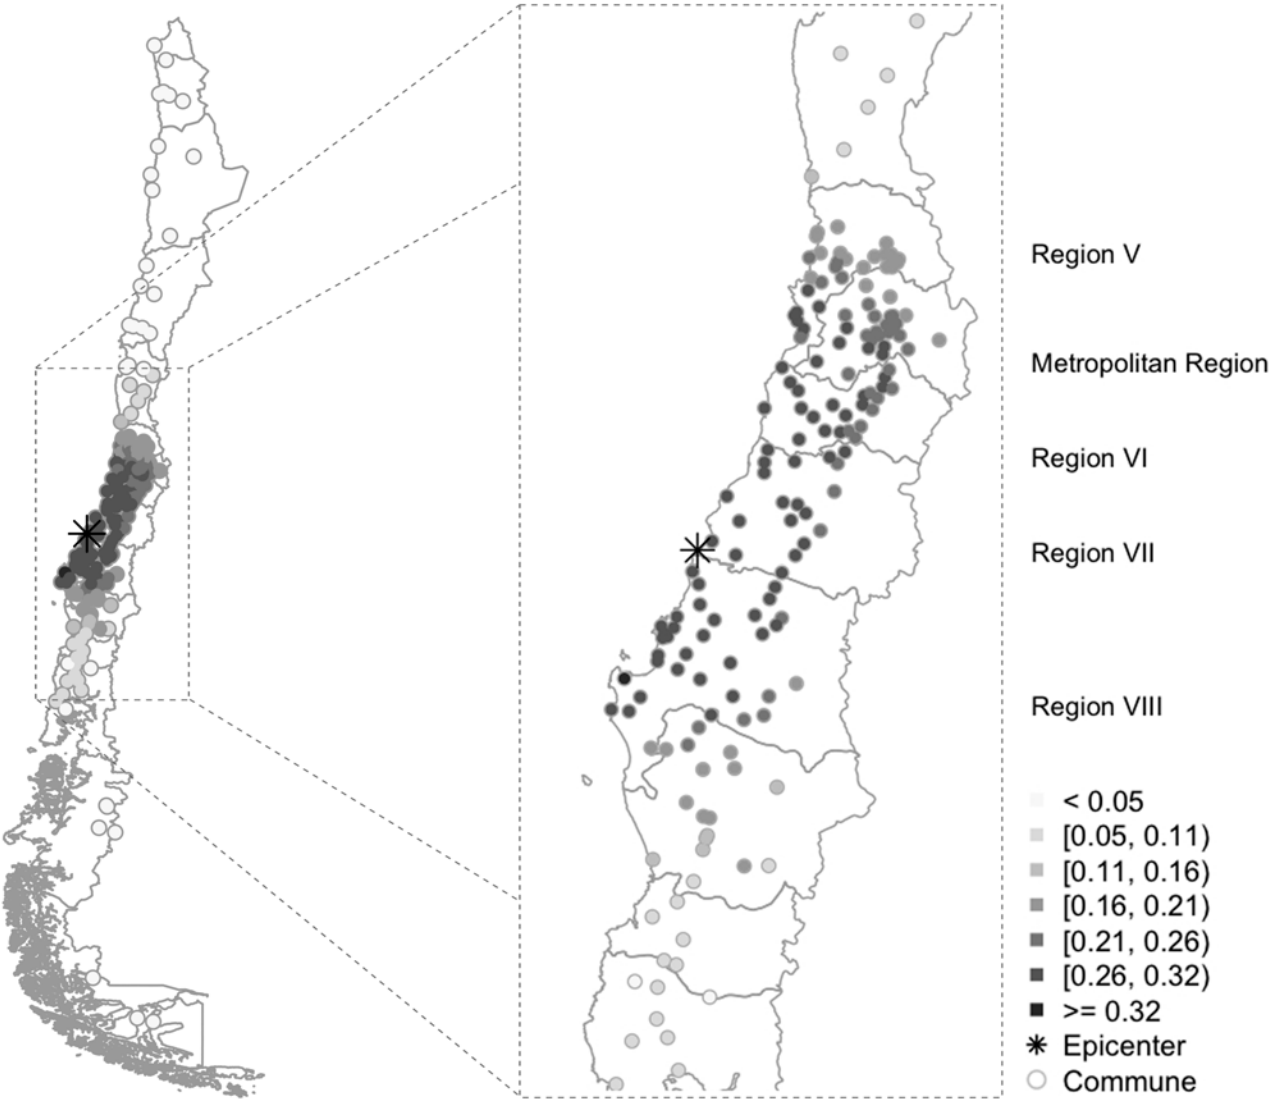 Region V
Metropolitan Region
Region VI
Region VII
Region VIII
< 0.05
[0.05, 0.11)
[0.11, 0.16)
[0.16, 0.21)
[0.21, 0.26)
[0.26, 0.32)
>= 0.32
Epicenter
Commune